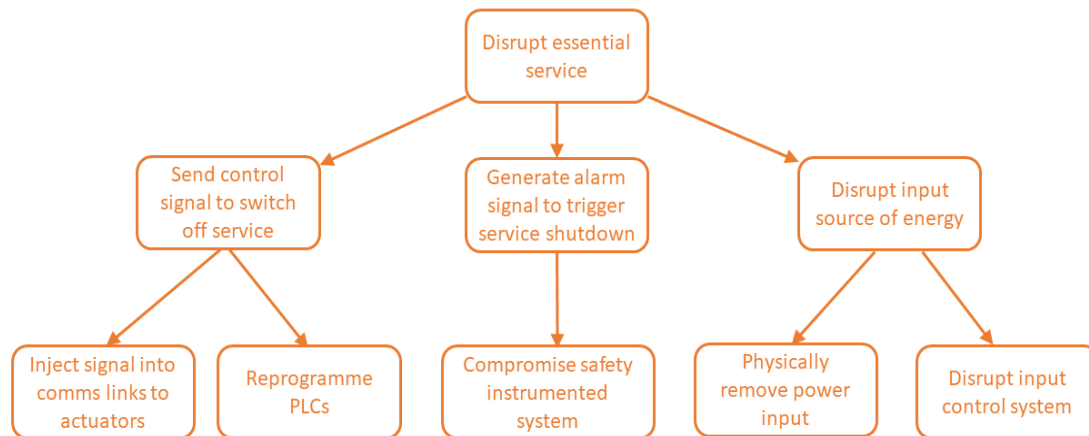 Disrupt essential
service
Send control
signal to switch
off service
Generate alarm
signal to trigger
service shutdown
Disrupt input
source of energy
Inject signal into
comms links to
actuators
Reprogramme
PLCs
Compromise safety
instrumented
system
Physically
remove power
input
Disrupt input
control system